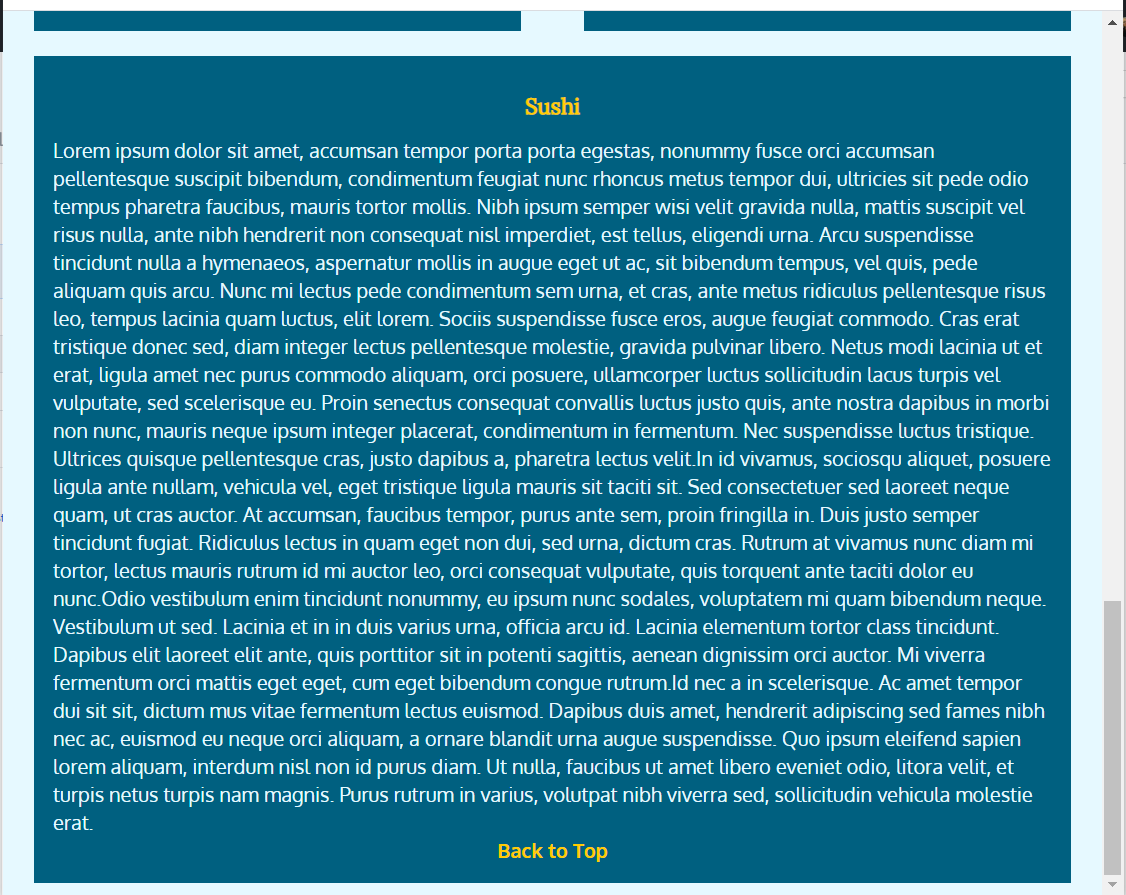 Sushi
Lorem ipsum dolor sit amet, accumsan tempor porta porta egestas, nonummy fusce orci accumsan
pellentesque suscipit bibendum, condimentum feugiat nunc rhoncus metus tempor dui, ultricies sit pede odio
tempus pharetra faucibus, mauris tortor mollis. Nibh ipsum semper wisi velit gravida nulla, mattis suscipit vel
risus nulla, ante nibh hendrerit non consequat nisl imperdiet, est tellus, eligendi urna. Arcu suspendisse
tincidunt nulla a hymenaeos, aspernatur mollis in augue eget ut ac, sit bibendum tempus, vel quis, pede
aliquam quis arcu. Nunc mi lectus pede condimentum sem urna, et cras, ante metus ridiculus pellentesque risus
leo, tempus lacinia quam luctus, elit lorem. Sociis suspendisse fusce eros, augue feugiat commodo. Cras erat
tristique donec sed, diam integer lectus pellentesque molestie, gravida pulvinar libero. Netus modi lacinia ut et
erat, ligula amet nec purus commodo aliquam, orci posuere, ullamcorper luctus sollicitudin lacus turpis vel
vulputate, sed scelerisque eu. Proin senectus consequat convallis luctus justo quis, ante nostra dapibus in morbi
non nunc, mauris neque ipsum integer placerat, condimentum in fermentum. Nec suspendisse luctus tristique.
Ultrices quisque pellentesque cras, justo dapibus a, pharetra lectus velit.In id vivamus, sociosqu aliquet, posuere
ligula ante nullam, vehicula vel, eget tristique ligula mauris sit taciti sit. Sed consectetuer sed laoreet neque
quam, ut cras auctor. At accumsan, faucibus tempor, purus ante sem, proin fringilla in. Duis justo semper
tincidunt fugiat. Ridiculus lectus in quam eget non dui, sed urna, dictum cras. Rutrum at vivamus nunc diam mi
tortor, lectus mauris rutrum id mi auctor leo, orci consequat vulputate, quis torquent ante taciti dolor eu
nunc.Odio vestibulum enim tincidunt nonummy, eu ipsum nunc sodales, voluptatem mi quam bibendum neque.
Vestibulum ut sed. Lacinia et in in duis varius urna, officia arcu id. Lacinia elementum tortor class tincidunt.
Dapibus elit laoreet elit ante, quis porttitor sit in potenti sagittis, aenean dignissim orci auctor. Mi viverra
fermentum orci mattis eget eget, cum eget bibendum congue rutrum.Id nec a in scelerisque. Ac amet tempor
dui sit sit, dictum mus vitae fermentum lectus euismod. Dapibus duis amet, hendrerit adipiscing sed fames nibh
nec ac, euismod eu neque orci aliquam, a ornare blandit urna augue suspendisse. Quo ipsum eleifend sapien
lorem aliquam, interdum nisl non id purus diam. Ut nulla, faucibus ut amet libero eveniet odio, litora velit, et
turpis netus turpis nam magnis. Purus rutrum in varius, volutpat nibh viverra sed, sollicitudin vehicula molestie
erat.
Back to Top